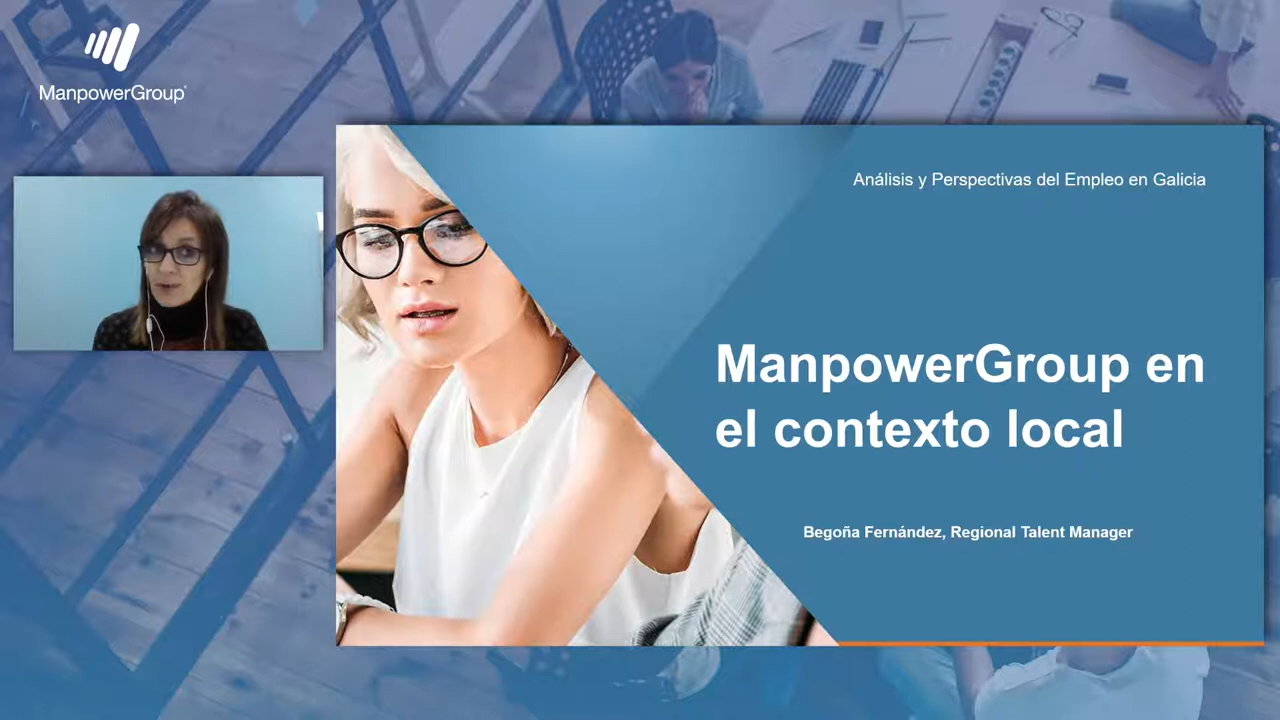 ManpowerGroup
Análisis y Perspectivas del Empleo en Galicia
ManpowerGroup en
el contexto local
Begoña Fernández, Regional Talent Manager